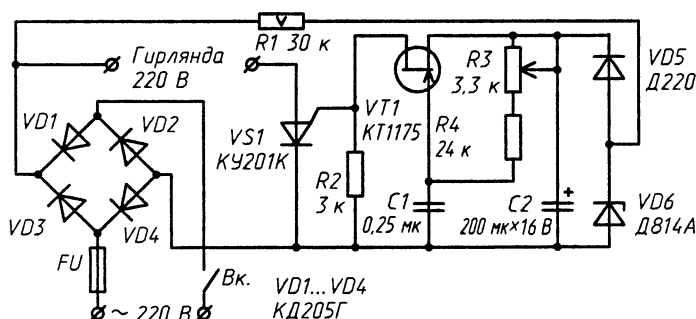 R1 30 к
Гирлянда
220 В
VD1
VD2
VS1
КУ201К
VT1
КТ1175
R3
3,3 к
VD5
Д220
R4
24 к
VD3
VD4
R2
3 к
C1
0,25 мк
C2
+
200 мк×16 В
VD6
Д814А
FU
Вк.
~ 220 В
VD1...VD4
КД205Г